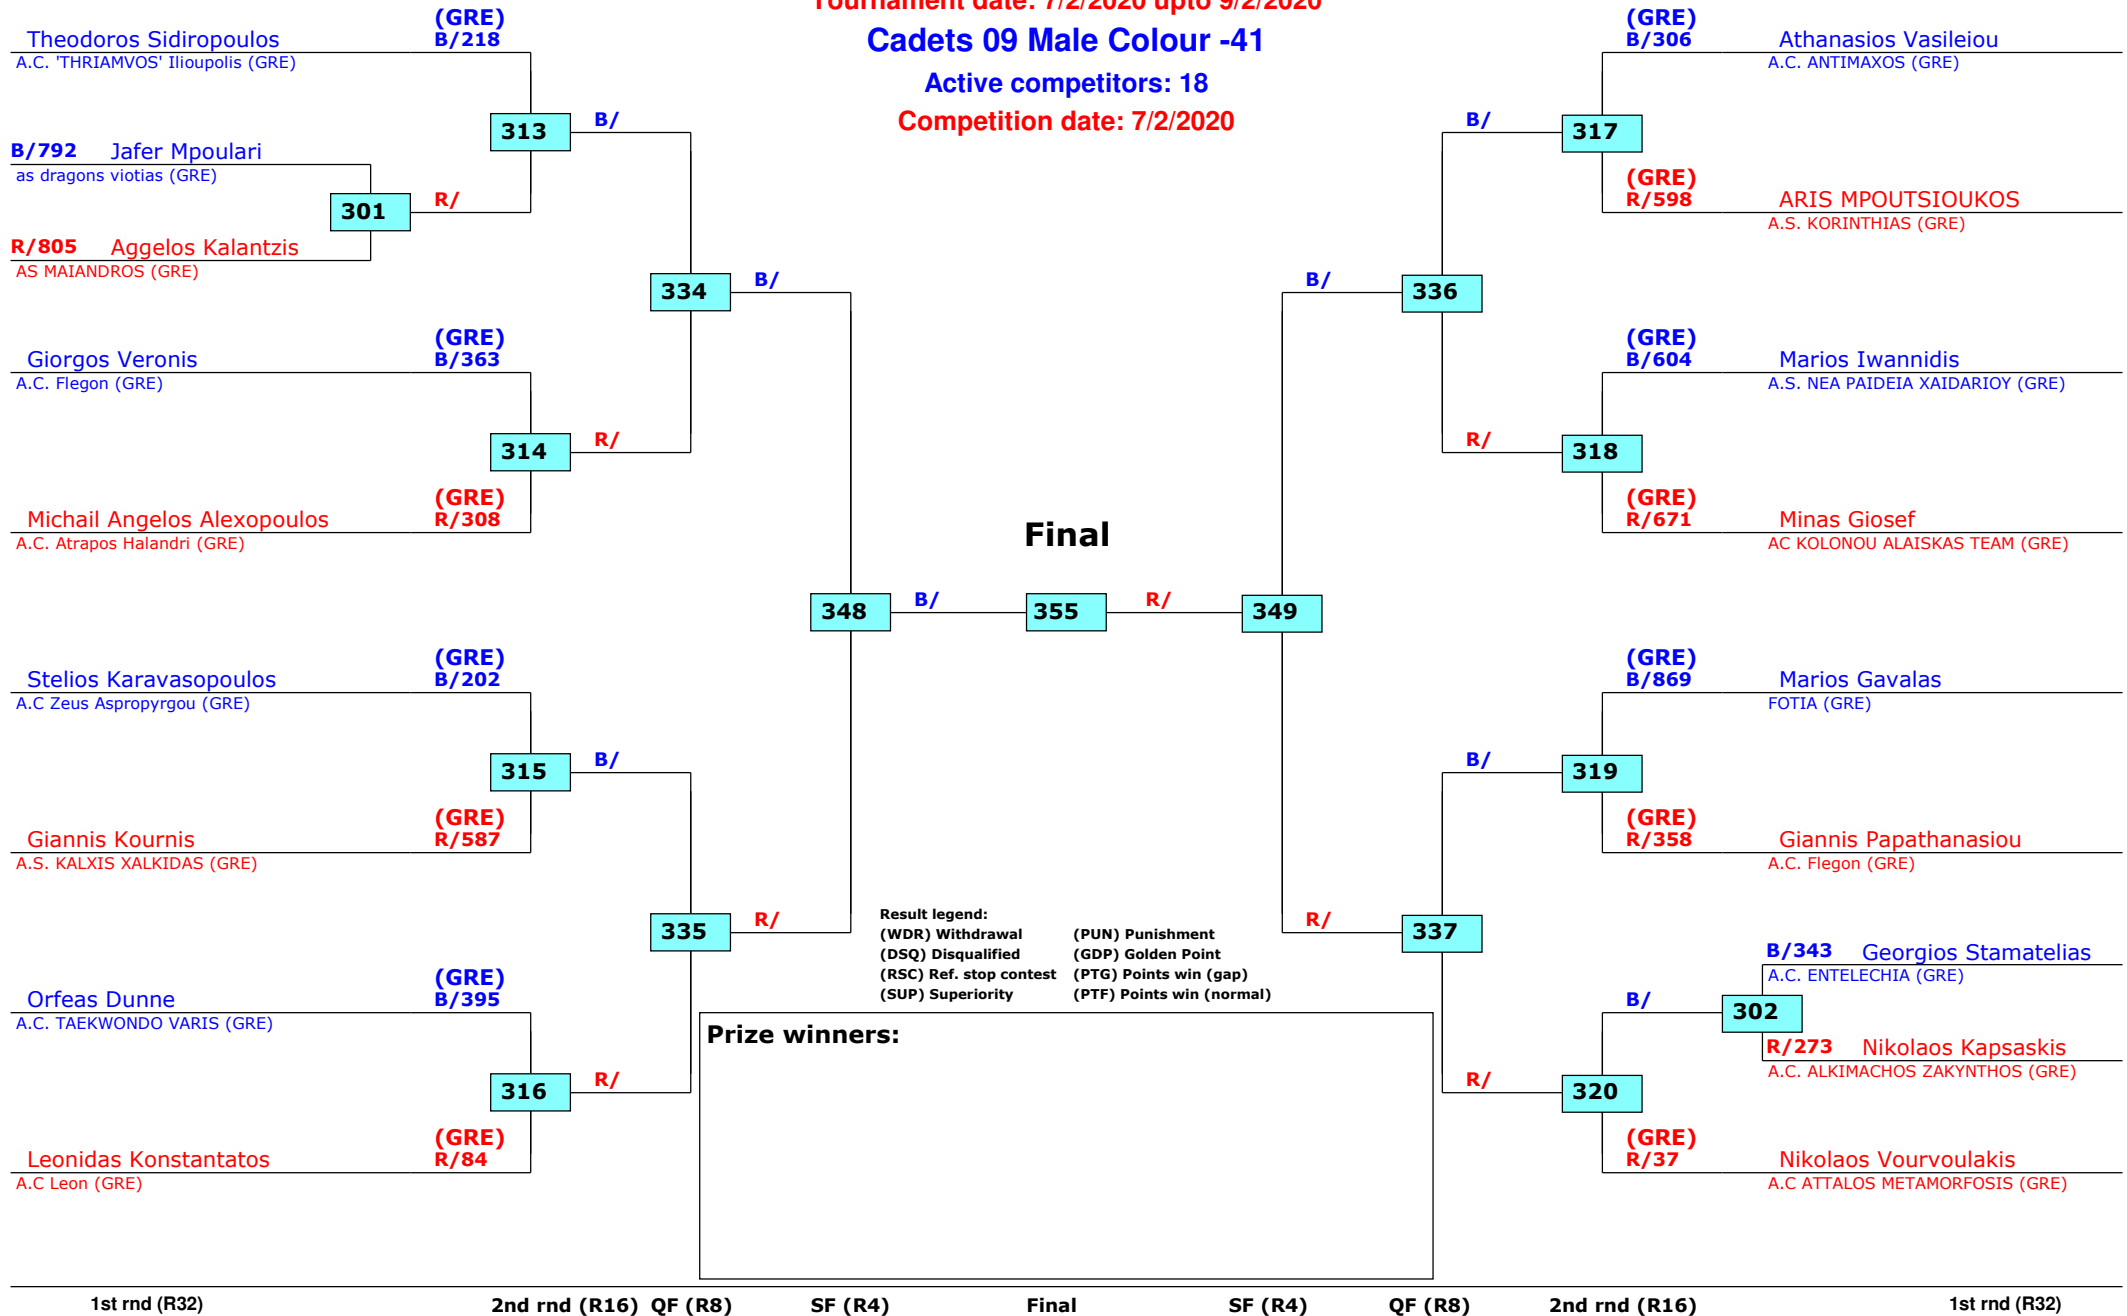 Tournament date: 7/2/2020 upto 9/2/2020
Cadets 09 Male Colour -41
Active competitors: 18
Competition date: 7/2/2020
(GRE)
Theodoros Sidiropoulos B/218
A.C. 'THRIAMVOS' Ilioupolis (GRE)
313 B/
B/792 Jafer Mpoulari
as dragons viotias (GRE)
301 R/
R/805 Aggelos Kalantzis
AS MAIANDROS (GRE)
334 B/
(GRE)
Giorgos Veronis B/363
A.C. Flegon (GRE)
314 R/
(GRE)
Michail Angelos Alexopoulos R/308
A.C. Atrapos Halandri (GRE)
348 B/
(GRE)
Stelios Karavasopoulos B/202
A.C Zeus Aspropyrgou (GRE)
315 B/
(GRE)
Giannis Kournis R/587
A.S. KALXIS XALKIDAS (GRE)
335 R/
(GRE)
Orfeas Dunne B/395
A.C. TAEKWONDO VARIS (GRE)
316 R/
(GRE)
Leonidas Konstantatos R/84
A.C Leon (GRE)
Final
355
(GRE)
B/306 Athanasios Vasileiou
A.C. ANTIMAXOS (GRE)
B/ 317
(GRE)
R/598 ARIS MPOUTSIOUKOS
A.S. KORINTHIAS (GRE)
B/ 336
(GRE)
B/604 Marios Iwannidis
A.S. NEA PAIDEIA XAIDARIOY (GRE)
R/ 318
(GRE)
R/671 Minas Giosef
AC KOLONOU ALAISKAS TEAM (GRE)
R/ 349
(GRE)
B/869 Marios Gavalas
FOTIA (GRE)
B/ 319
(GRE)
R/358 Giannis Papathanasiou
A.C. Flegon (GRE)
R/ 337
B/343 Georgios Stamatelias
A.C. ENTELECHIA (GRE)
B/ 302
R/273 Nikolaos Kapsaskis
A.C. ALKIMACHOS ZAKYNTHOS (GRE)
R/ 320
(GRE)
R/37 Nikolaos Vourvoulakis
A.C ATTALOS METAMORFOSIS (GRE)
Result legend:
(WDR) Withdrawal (PUN) Punishment
(DSQ) Disqualified (GDP) Golden Point
(RSC) Ref. stop contest (PTG) Points win (gap)
(SUP) Superiority (PTF) Points win (normal)
Prize winners:
1st rnd (R32) 2nd rnd (R16) QF (R8) SF (R4) Final SF (R4) QF (R8) 2nd rnd (R16) 1st rnd (R32)